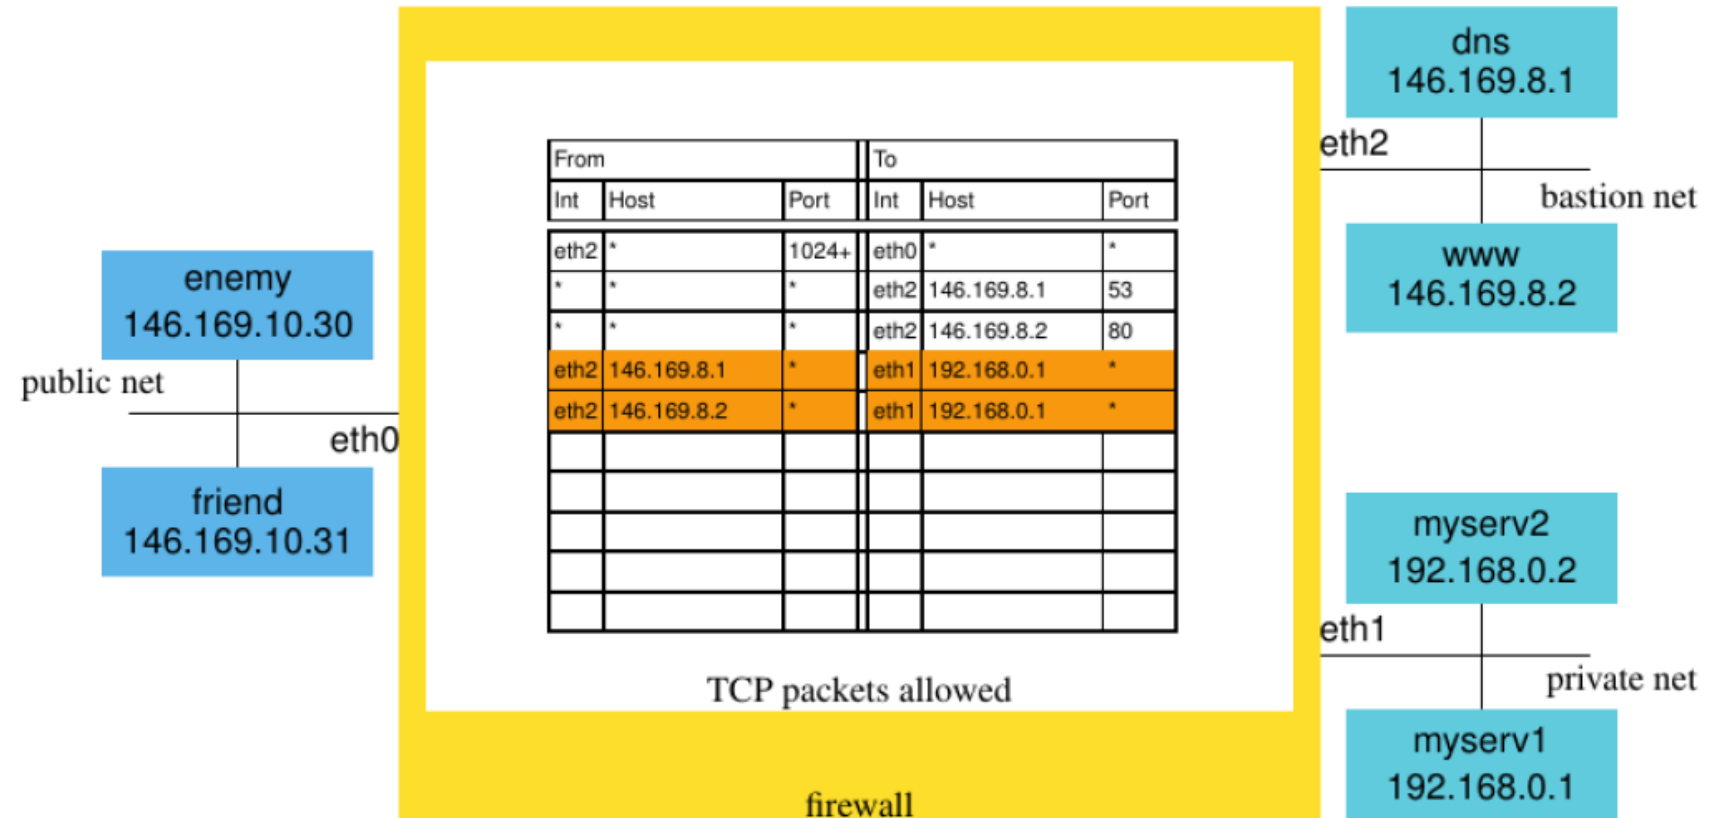 dns
146.169.8.1
eth2
bastion net
www
146.169.8.2
enemy
146.169.10.30
public net
eth0
friend
146.169.10.31
From To
Int Host Port Int Host Port
eth2 * 1024+ eth0 * *
* * * eth2 146.169.8.1 53
* * * eth2 146.169.8.2 80
eth2 146.169.8.1 * eth1 192.168.0.1 *
eth2 146.169.8.2 * eth1 192.168.0.1 *
TCP packets allowed
firewall
myserv2
192.168.0.2
eth1
private net
myserv1
192.168.0.1